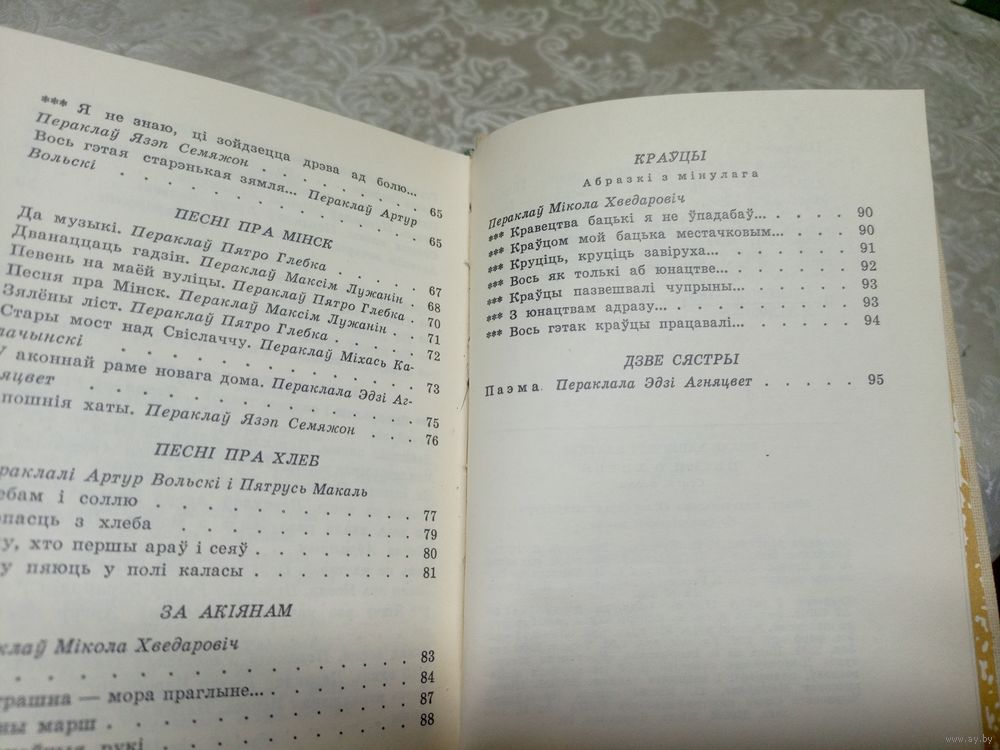 *** Я не знаю, ці зойдзецца дрэва ад болю...
Пераклаў Язэп Семяжон . . . . . . . 65
Вось гэтая старэнькая зямля... Пераклаў Артур
Вольскі . . . . . . . . . . . 65
ПЕСНІ ПРА МІНСК
Да музыкі. Пераклаў Пятро Глебка . . . . 67
Дванаццаць гадзін. Пераклаў Максім Лужанін . 68
Певень на маёй вуліцы. Пераклаў Пятро Глебка . 70
Песня пра Мінск. Пераклаў Максім Лужанін . . 71
Зялёны ліст. Пераклаў Пятро Глебка . . . . 72
Стары мост над Свіслаччу. Пераклаў Міхась Ка-
лачынскі . . . . . . . . . . . 73
У аконнай раме новага дома. Пераклала Эдзі Аг-
няцвет . . . . . . . . . . . 75
хаты. Пераклаў Язэп Семяжон . . . 76
ПЕСНІ ПРА ХЛЕБ
Артур Вольскі і Пятрусь Макаль
і соллю . . . . . . . . . . 77
з хлеба . . . . . . . . . 79
хто першы араў і сеяў . . . . . . . 80
у пяюць у полі каласы . . . . . . . 81
ЗА АКІЯНАМ
Мікола Хведаровіч
. . . . . . . . . . . . . 83
. . . . . . . . . . . . . 84
— мора праглыне... . . . . . . 87
марш . . . . . . . . . . . 88
рукі . . . . . . . . .
КРАЎЦЫ
Абразкі з мінулага
Пераклаў Мікола Хведаровіч
*** Кравецтва бацькі я не ўпадабаў... . . . . 90
*** Краўцом мой бацька местачковым... . . . . 90
*** Круціць, круціць завіруха... . . . . . . 91
*** Вось як толькі аб юнацтве... . . . . . . 92
*** Краўцы пазвешвалі чупрыны... . . . . . 93
*** З юнацтвам адразу... . . . . . . . . 93
*** Вось гэтак краўцы працавалі... . . . . . 94
ДЗВЕ СЯСТРЫ
Паэма. Пераклала Эдзі Агняцвет . . . . . 95
www.ay.by